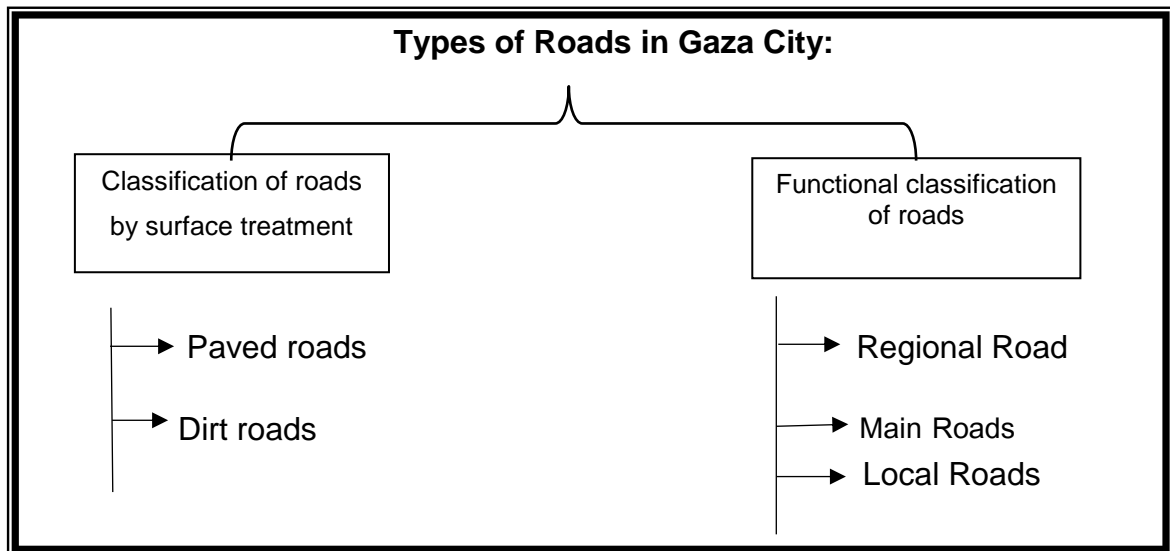 Types of Roads in Gaza City:
Classification of roads
by surface treatment
Paved roads
Dirt roads
Functional classification
of roads
Regional Road
Main Roads
Local Roads